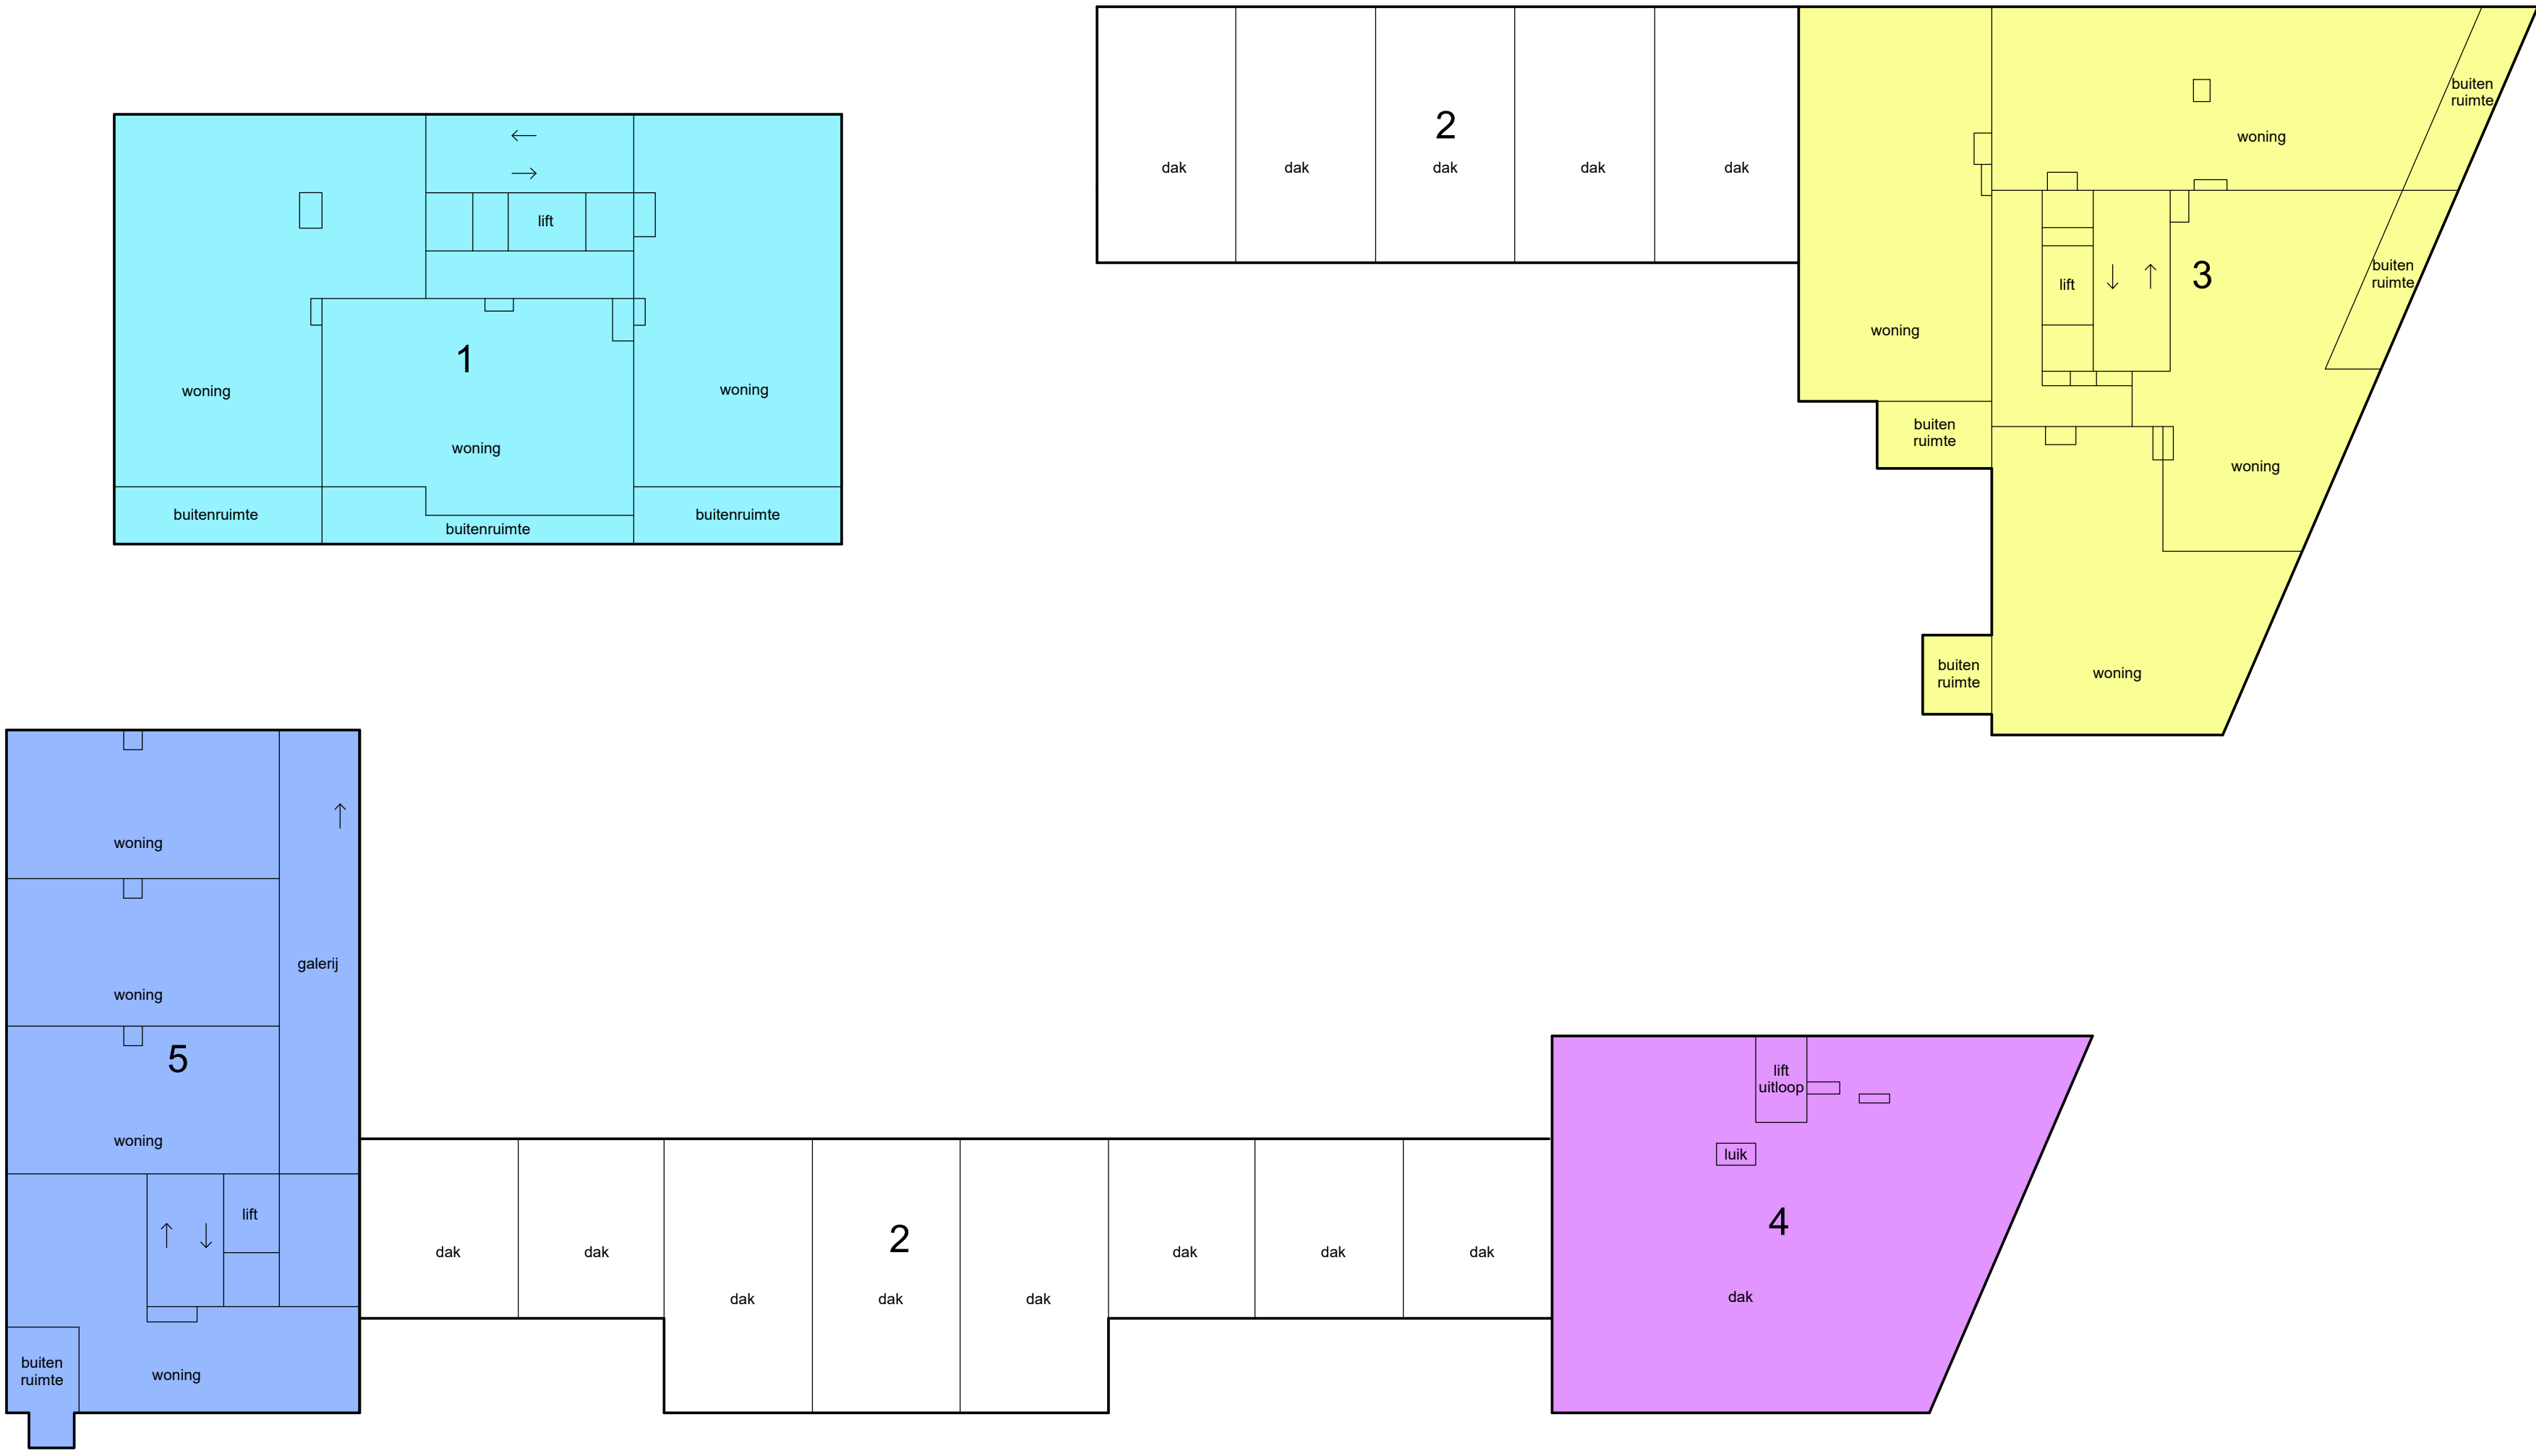 lift
1
woning
woning
woning
buitenruimte
buitenruimte
buitenruimte
2
dak
dak
dak
dak
dak
buiten
ruimte
woning
buiten
ruimte
3
lift
woning
buiten
ruimte
woning
buiten
ruimte
woning
woning
galerij
woning
5
woning
lift
buiten
ruimte
woning
2
dak
dak
dak
dak
dak
dak
dak
dak
lift
uitloop
luik
4
dak